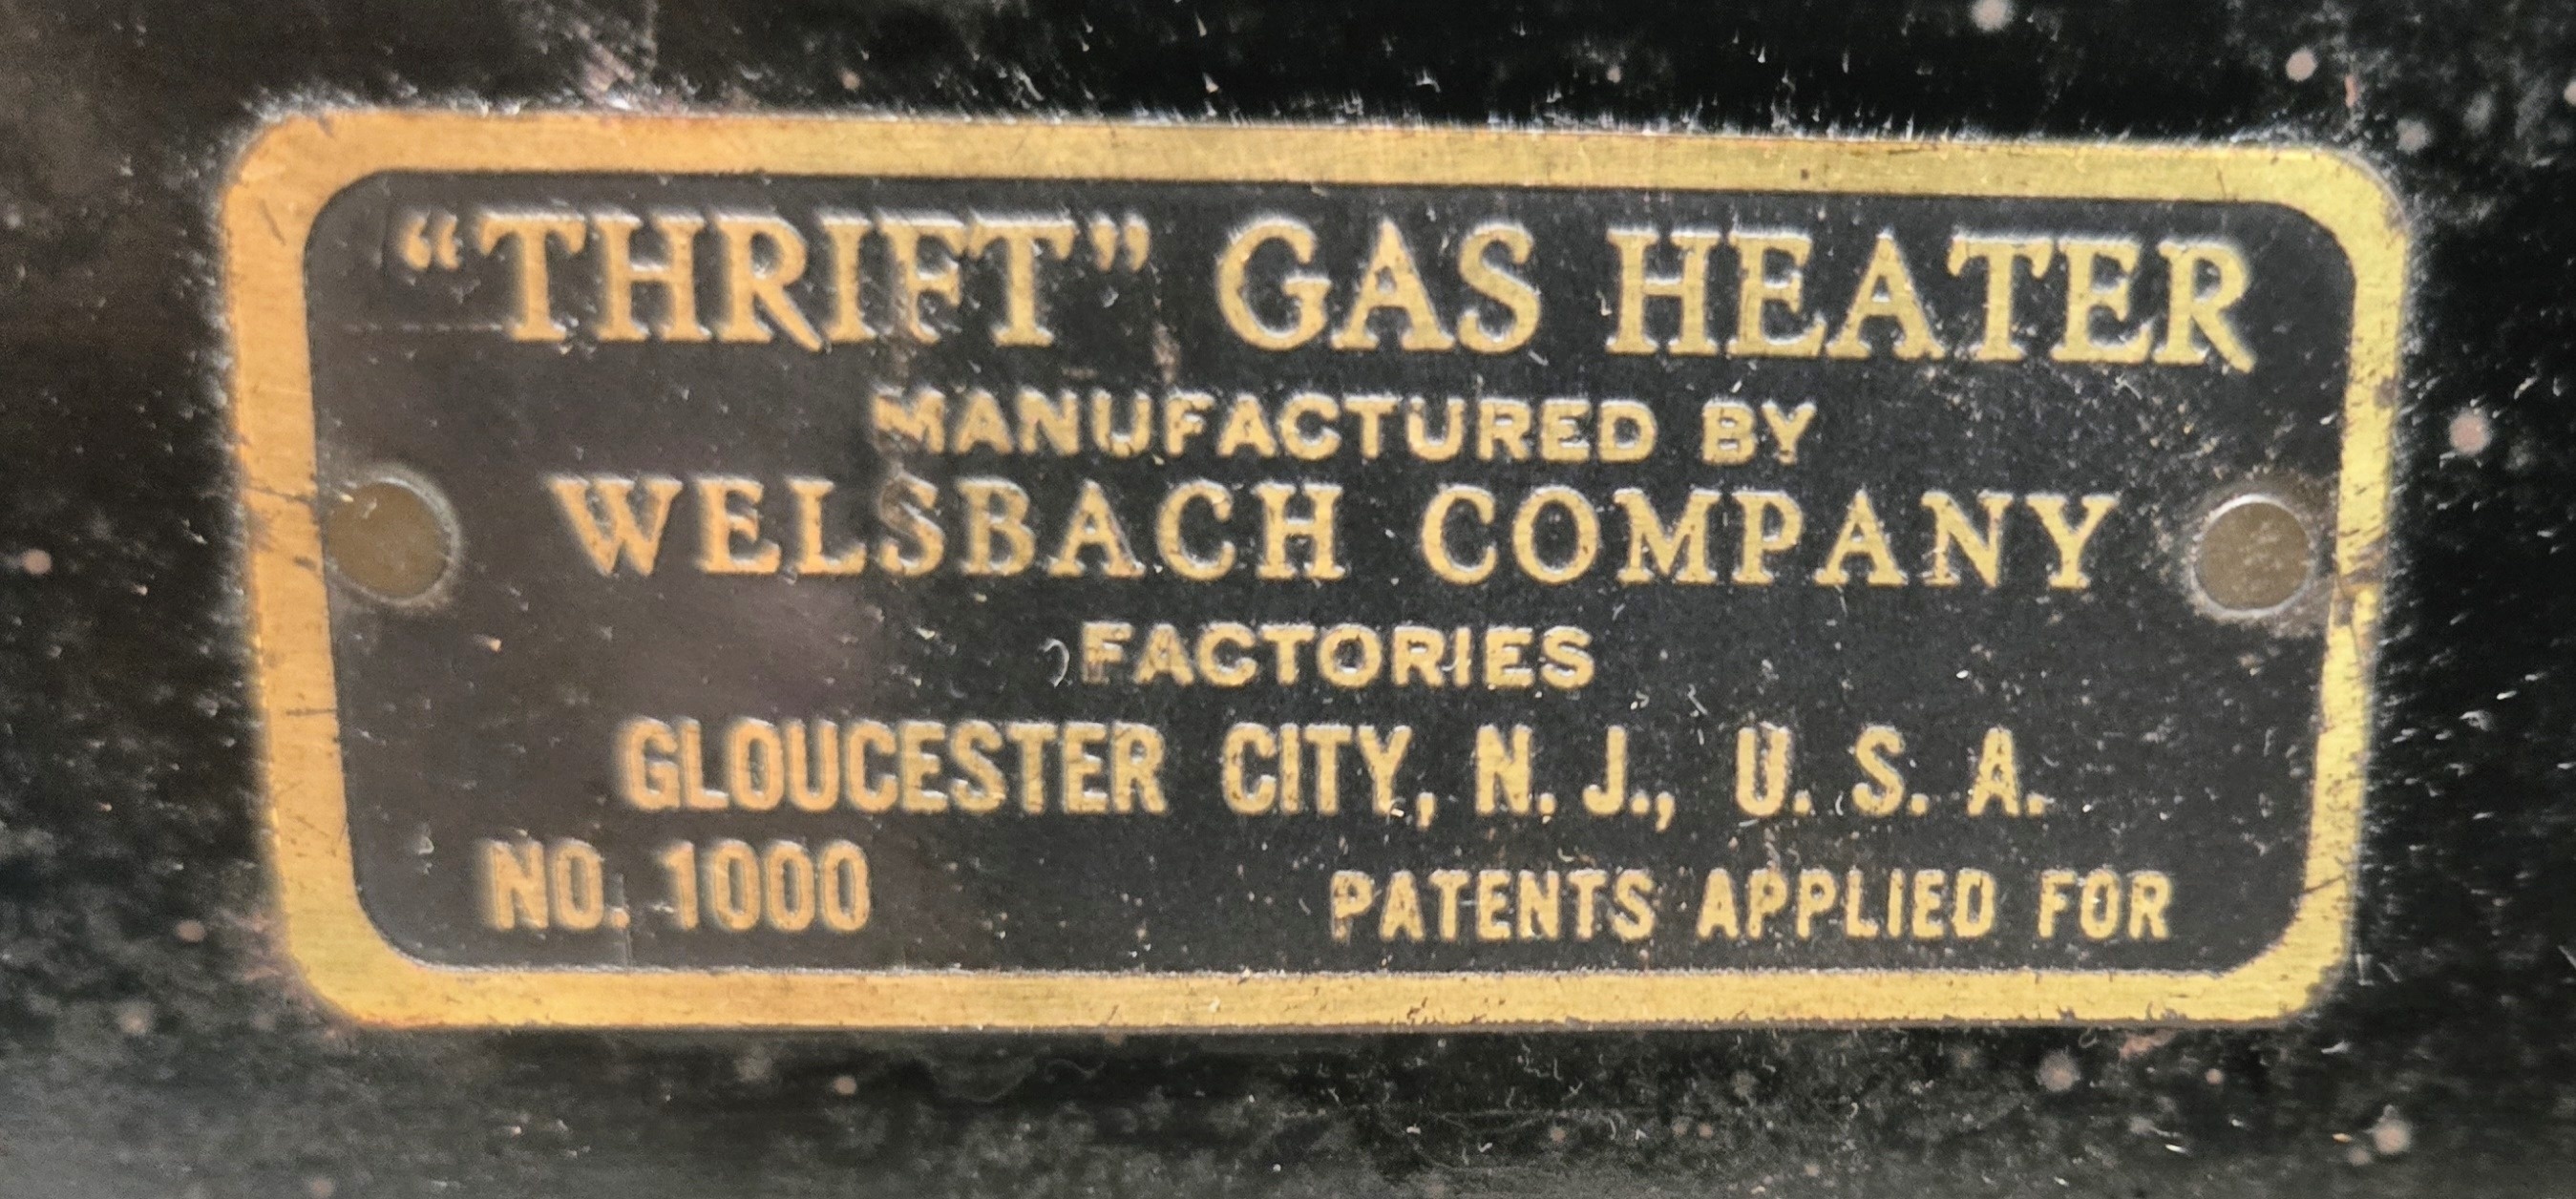 “THRIFT” GAS HEATER
MANUFACTURED BY
WELSBACH COMPANY
FACTORIES
GLOUCESTER CITY, N. J., U. S. A.
NO. 1000 PATENTS APPLIED FOR